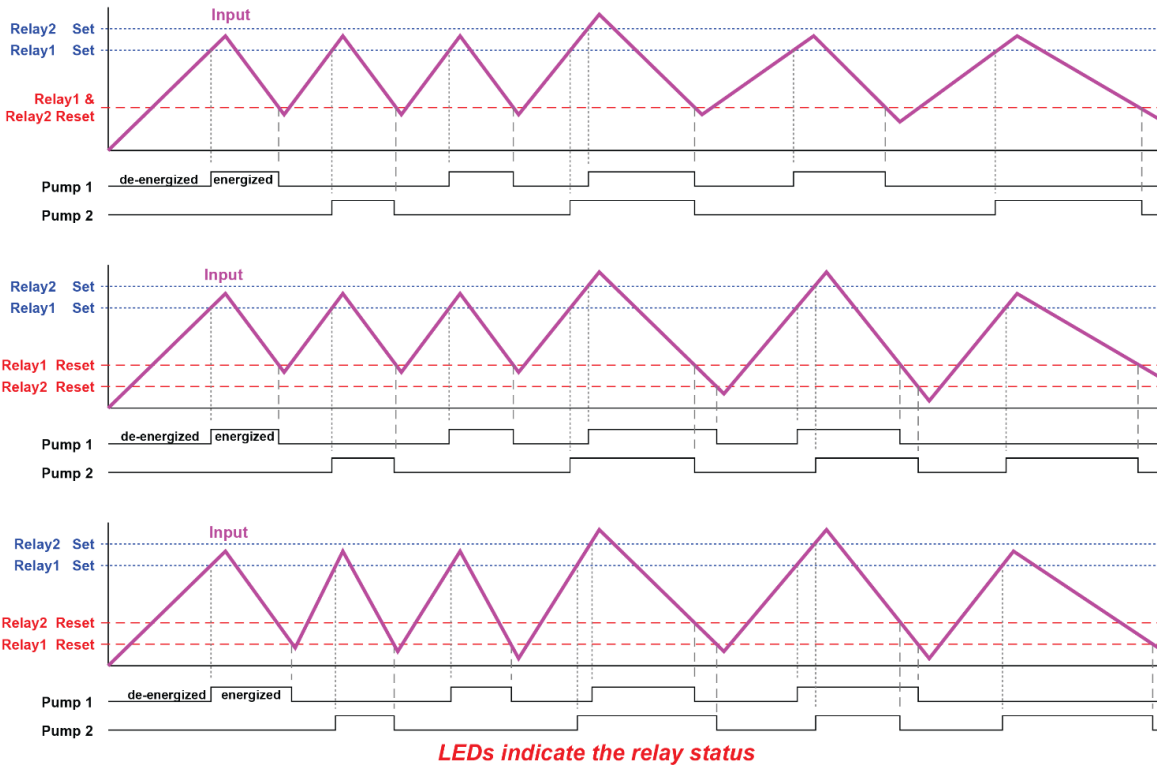 Input
Relay2 Set
Relay1 Set
Relay1 &
Relay2 Reset
de-energized energized
Pump 1
Pump 2
Input
Relay2 Set
Relay1 Set
Relay1 Reset
Relay2 Reset
de-energized energized
Pump 1
Pump 2
Input
Relay2 Set
Relay1 Set
Relay2 Reset
Relay1 Reset
de-energized energized
Pump 1
Pump 2
LEDs indicate the relay status